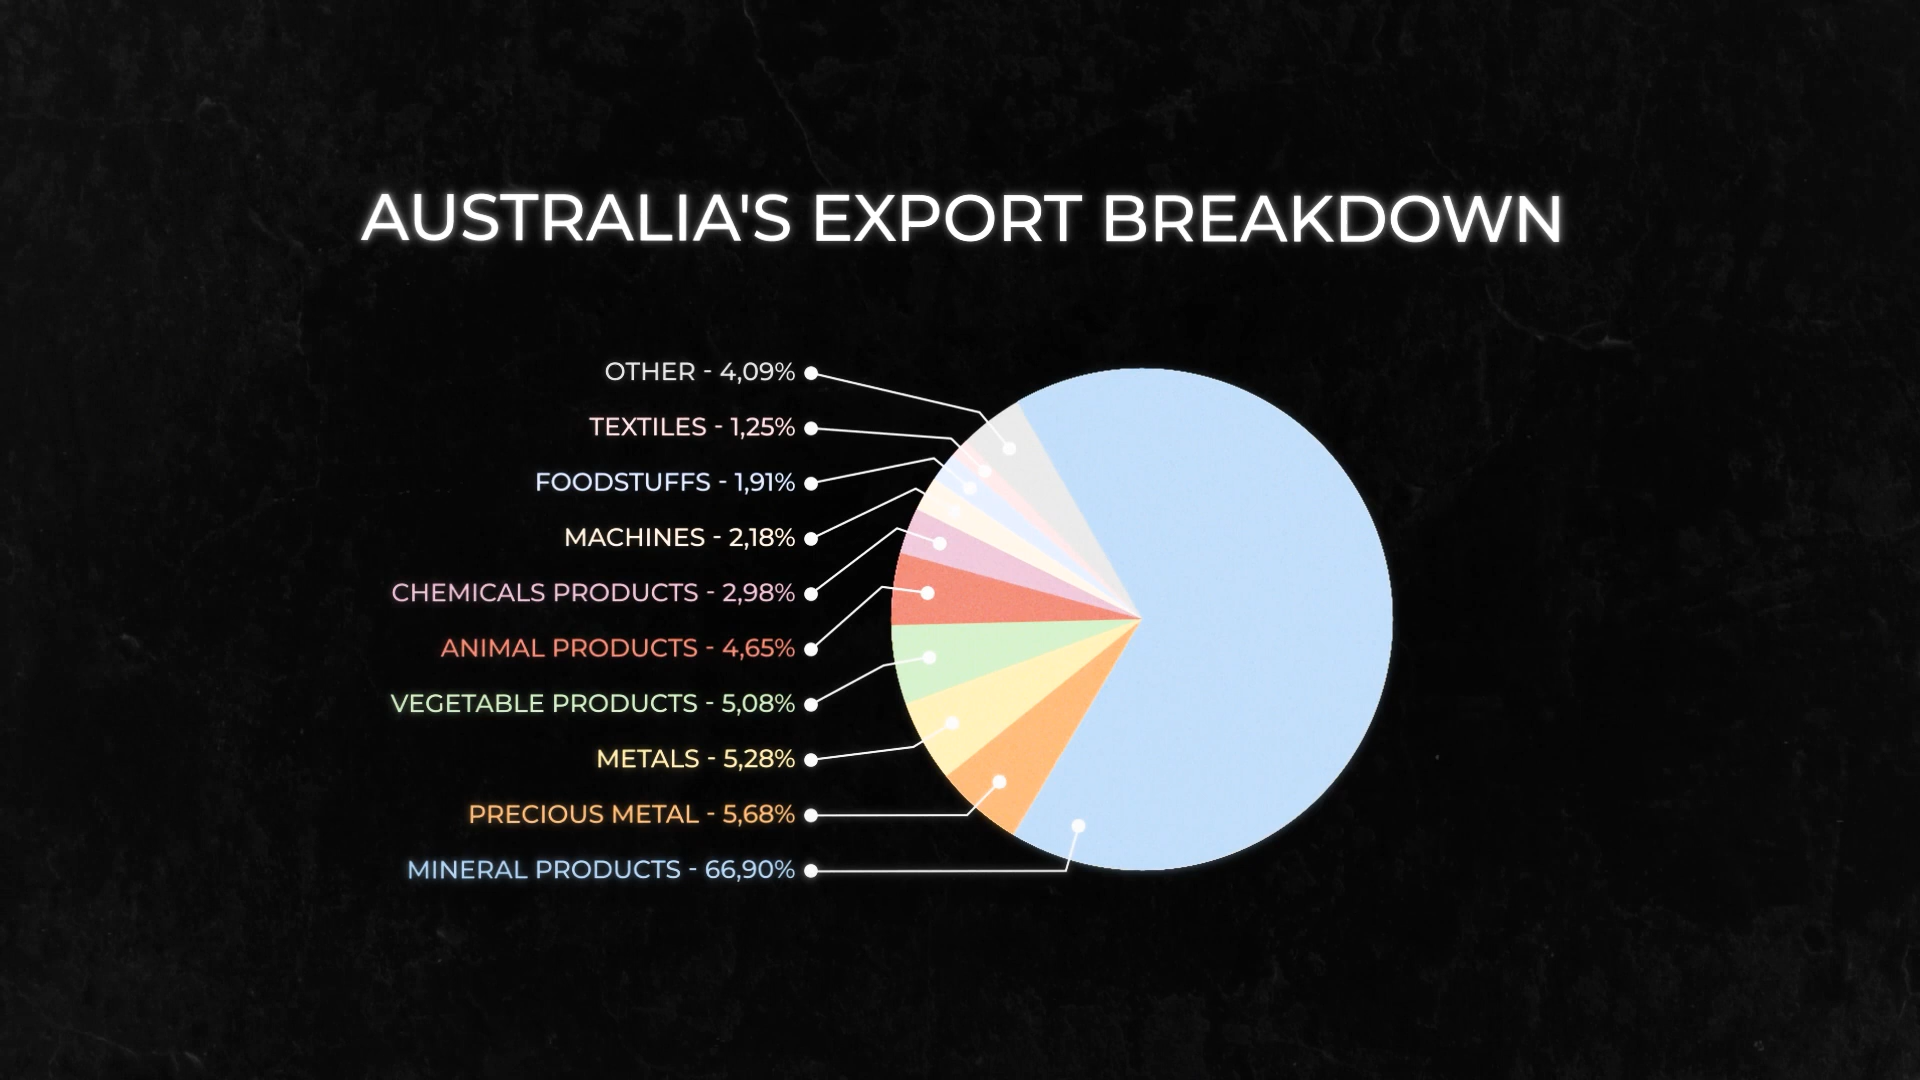 AUSTRALIA'S EXPORT BREAKDOWN
OTHER - 4,09%
TEXTILES - 1,25%
FOODSTUFFS - 1,91%
MACHINES - 2,18%
CHEMICALS PRODUCTS - 2,98%
ANIMAL PRODUCTS - 4,65%
VEGETABLE PRODUCTS - 5,08%
METALS - 5,28%
PRECIOUS METAL - 5,68%
MINERAL PRODUCTS - 66,90%